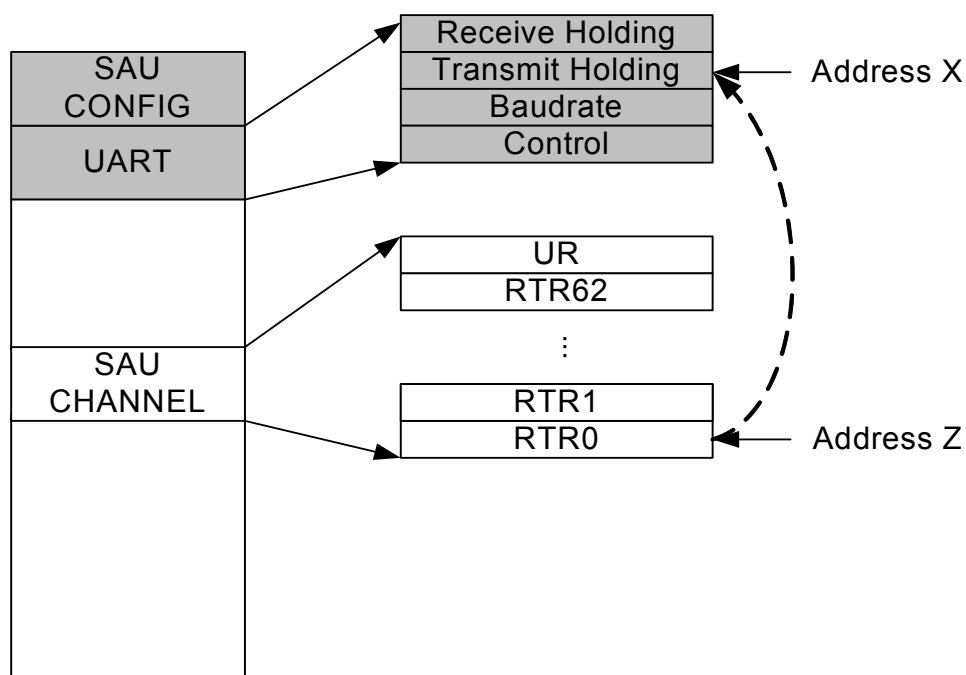 SAU
CONFIG
UART
SAU
CHANNEL
Receive Holding
Transmit Holding
Baudrate
Control
UR
RTR62
...
RTR1
RTR0
Address X
Address Z